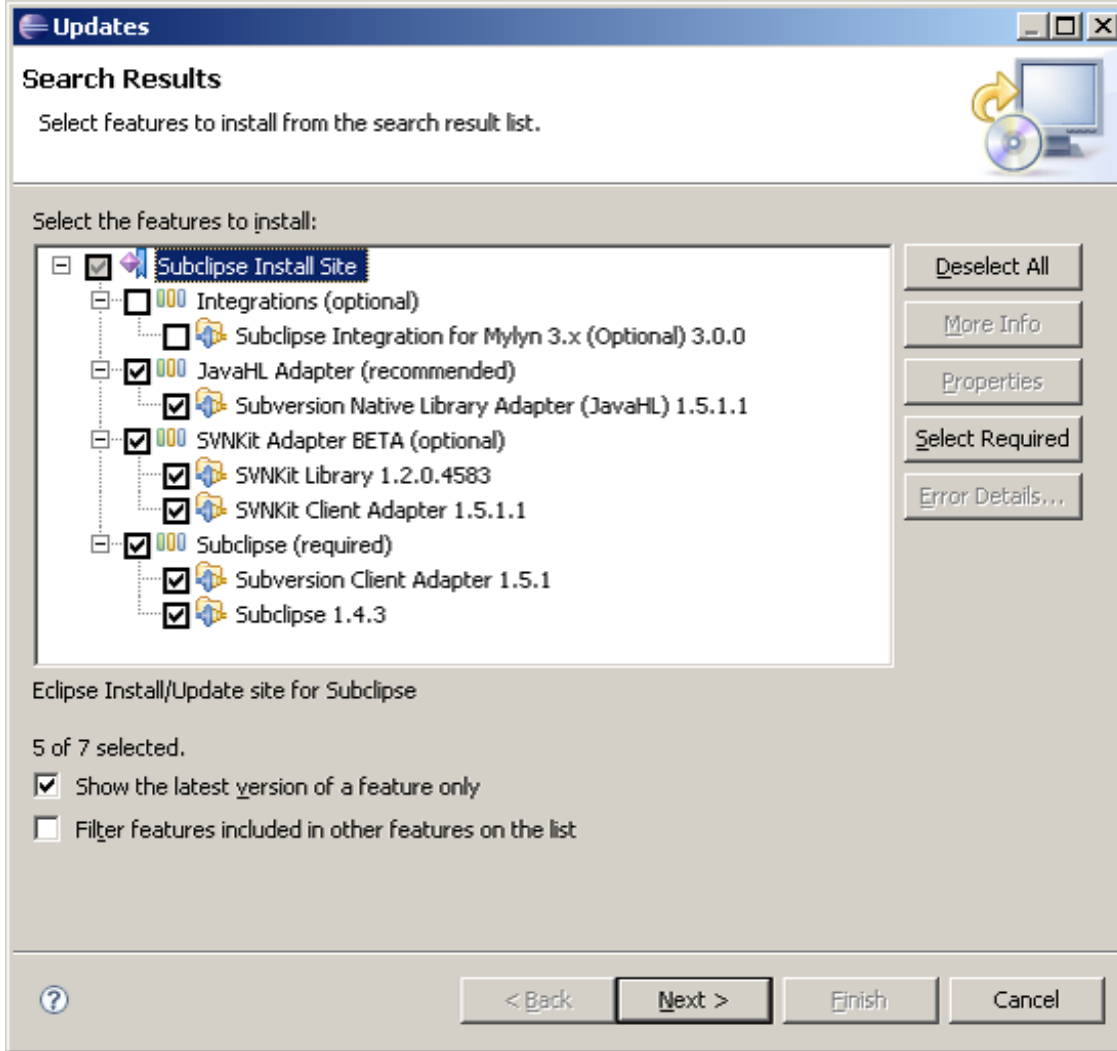 Updates
Search Results
Select features to install from the search result list.
Select the features to install:
Subclipse Install Site
Deselect All
Integrations (optional)
More Info
Subclipse Integration for Mylyn 3.x (Optional) 3.0.0
JavaHL Adapter (recommended)
Properties
Subversion Native Library Adapter (JavaHL) 1.5.1.1
SVNKit Adapter BETA (optional)
Select Required
SVNKit Library 1.2.0.4583
Error Details...
SVNKit Client Adapter 1.5.1.1
Subclipse (required)
Subversion Client Adapter 1.5.1
Subclipse 1.4.3
Eclipse Install/Update site for Subclipse
5 of 7 selected.
Show the latest version of a feature only
Filter features included in other features on the list
? < Back Next > Finish Cancel